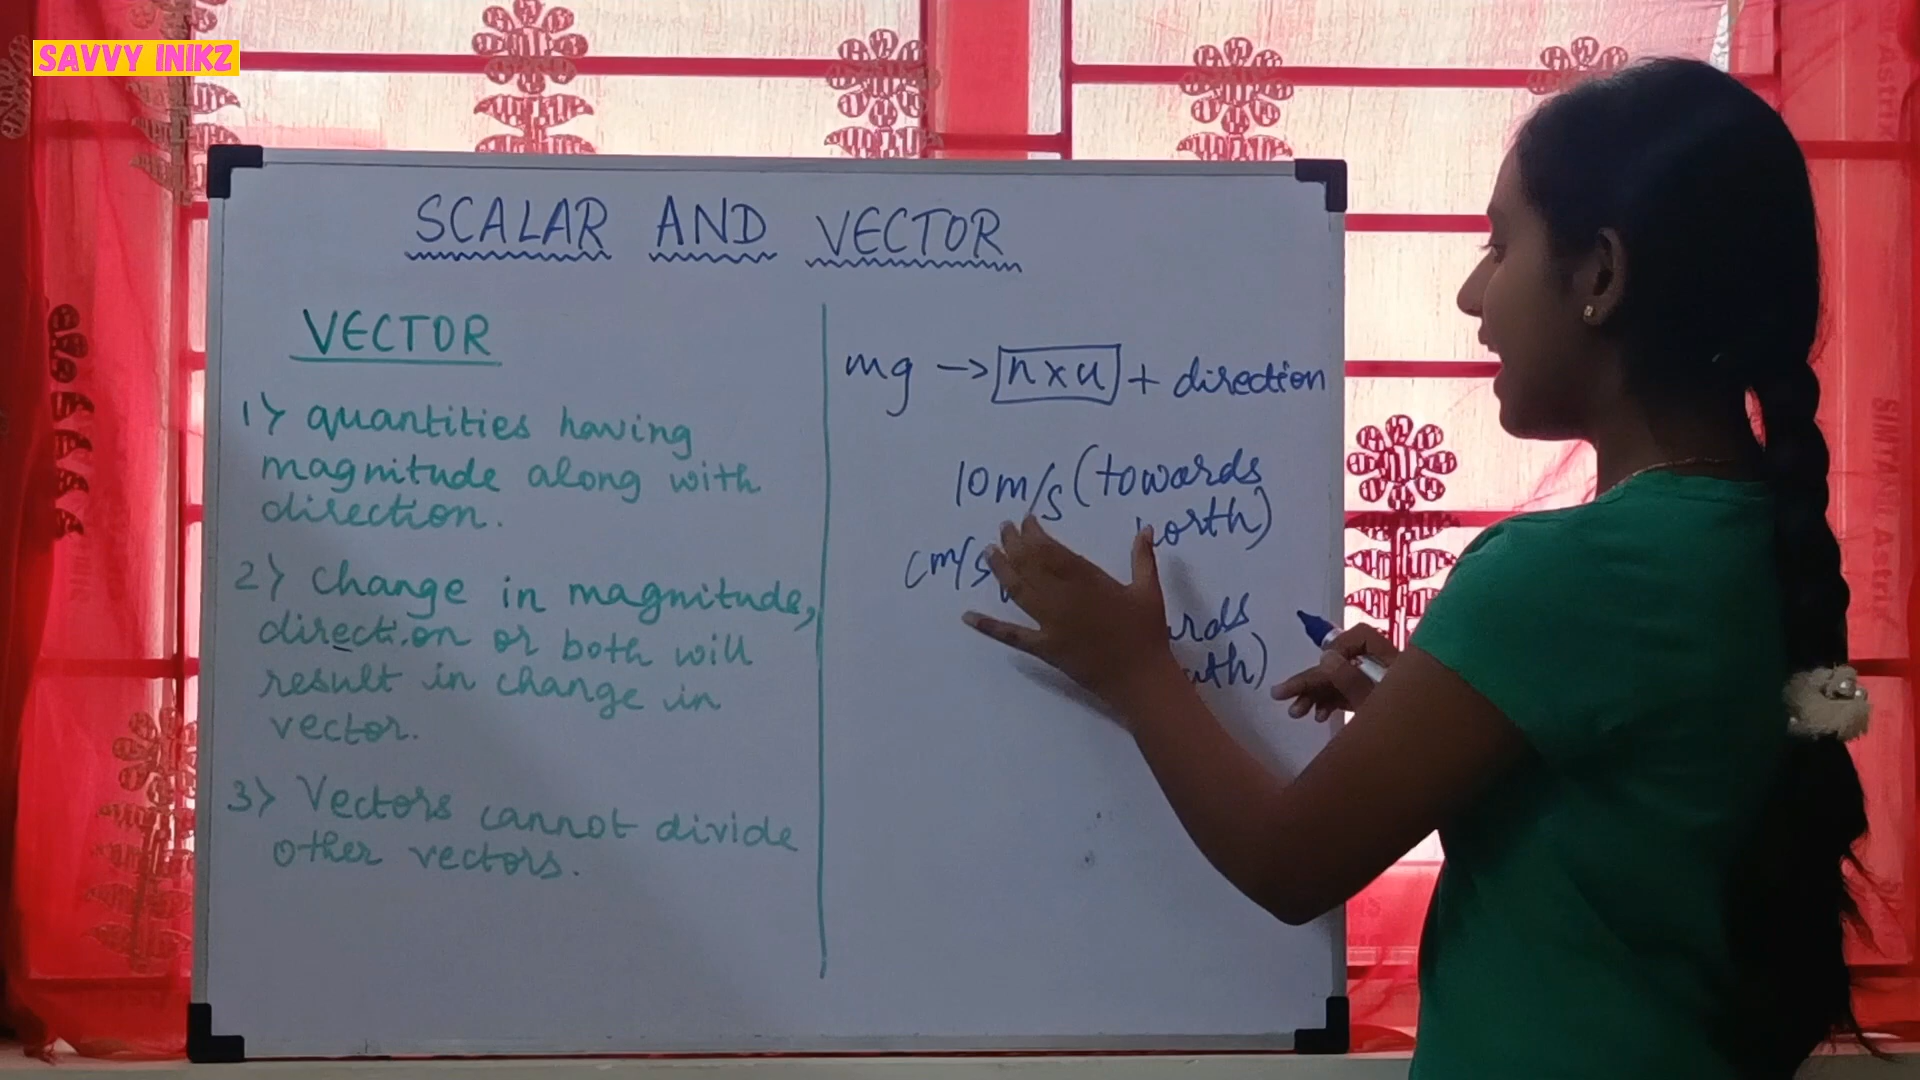 SAVVY INIKZ
SCALAR AND VECTOR
VECTOR
1) quantities having
magnitude along with
direction.
2) Change in magnitude,
direction or both will
result in change in
vector.
3) Vectors cannot divide
other vectors.
mg → n x u + direction
10m/s (towards
north)
cm/s